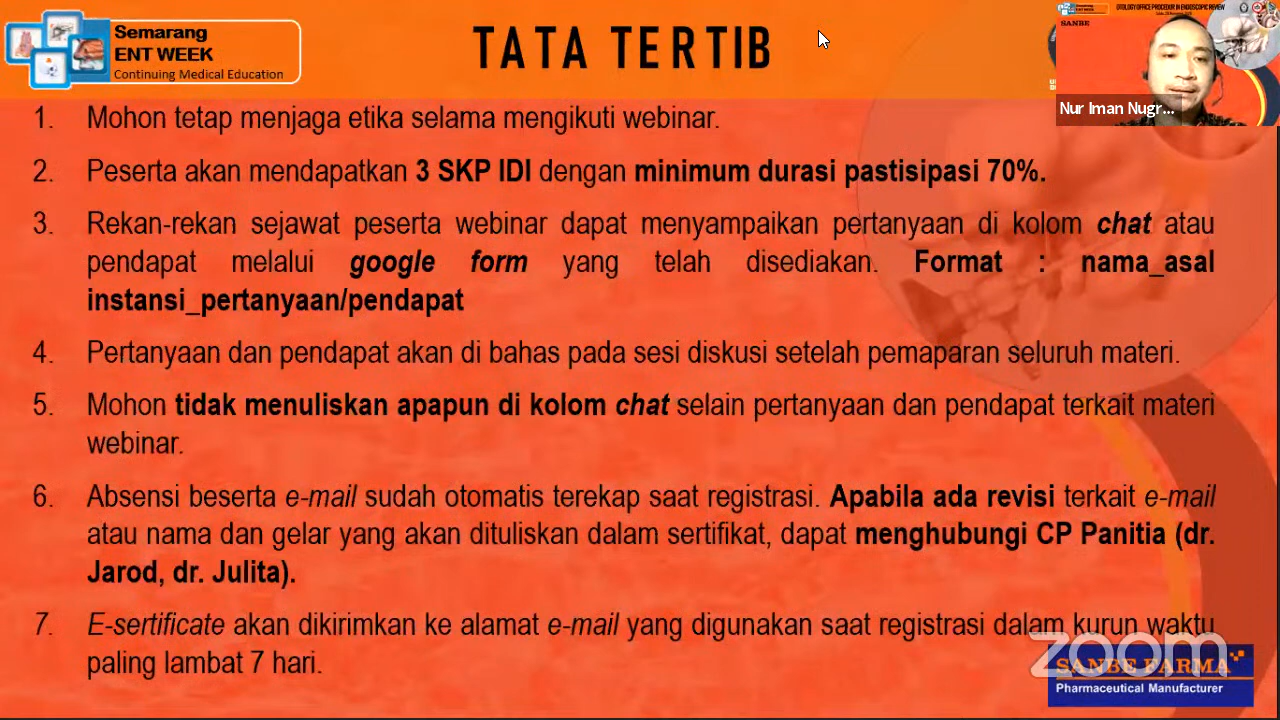 Semarang
ENT WEEK
Continuing Medical Education
TATA TERTIB
OTOLOGY OFFICE PROCEDUR IN ENDOSCOPIC REVIEW
SANBE
Nur Iman Nugr...
1. Mohon tetap menjaga etika selama mengikuti webinar.
2. Peserta akan mendapatkan 3 SKP IDI dengan minimum durasi pastisipasi 70%.
3. Rekan-rekan sejawat peserta webinar dapat menyampaikan pertanyaan di kolom chat atau
pendapat melalui google form yang telah disediakan. Format : nama_asal
instansi_pertanyaan/pendapat
4. Pertanyaan dan pendapat akan di bahas pada sesi diskusi setelah pemaparan seluruh materi.
5. Mohon tidak menuliskan apapun di kolom chat selain pertanyaan dan pendapat terkait materi
webinar.
6. Absensi beserta e-mail sudah otomatis terekap saat registrasi. Apabila ada revisi terkait e-mail
atau nama dan gelar yang akan dituliskan dalam sertifikat, dapat menghubungi CP Panitia (dr.
Jarod, dr. Julita).
7. E-sertificate akan dikirimkan ke alamat e-mail yang digunakan saat registrasi dalam kurun waktu
paling lambat 7 hari.
zoom
SANBE FARMA
Pharmaceutical Manufacturer